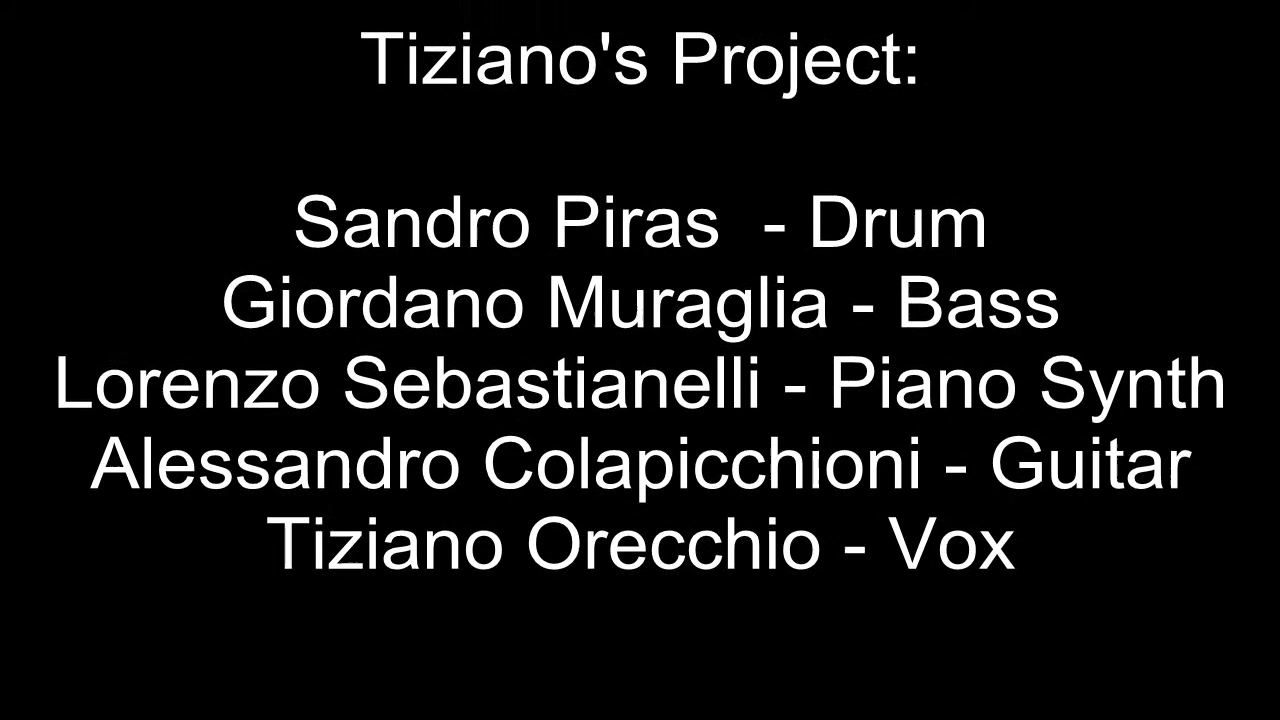 Tiziano's Project:
Sandro Piras  - Drum
Giordano Muraglia - Bass
Lorenzo Sebastianelli - Piano Synth
Alessandro Colapicchioni - Guitar
Tiziano Orecchio - Vox